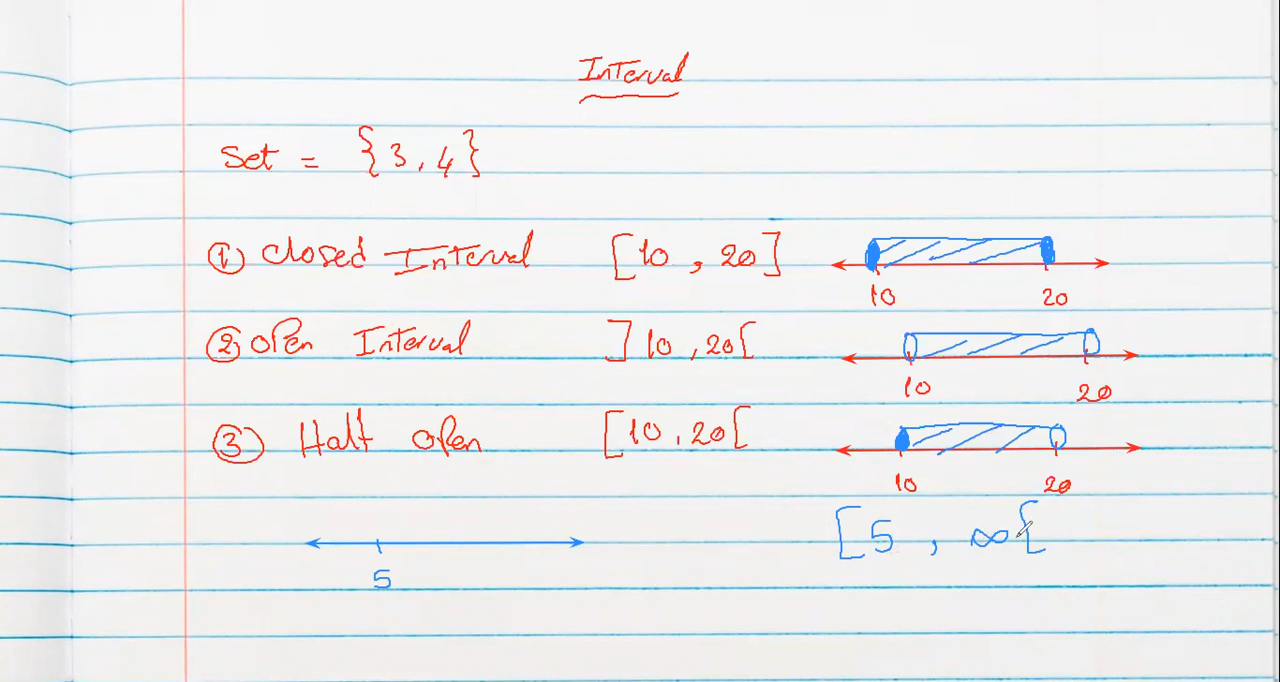 Interval
Set = {3, 4}
① Closed Interval [10, 20]
10 20
② Open Interval ]10, 20[
10 20
③ Half open [10, 20[
10 20
5
[5, ∞[